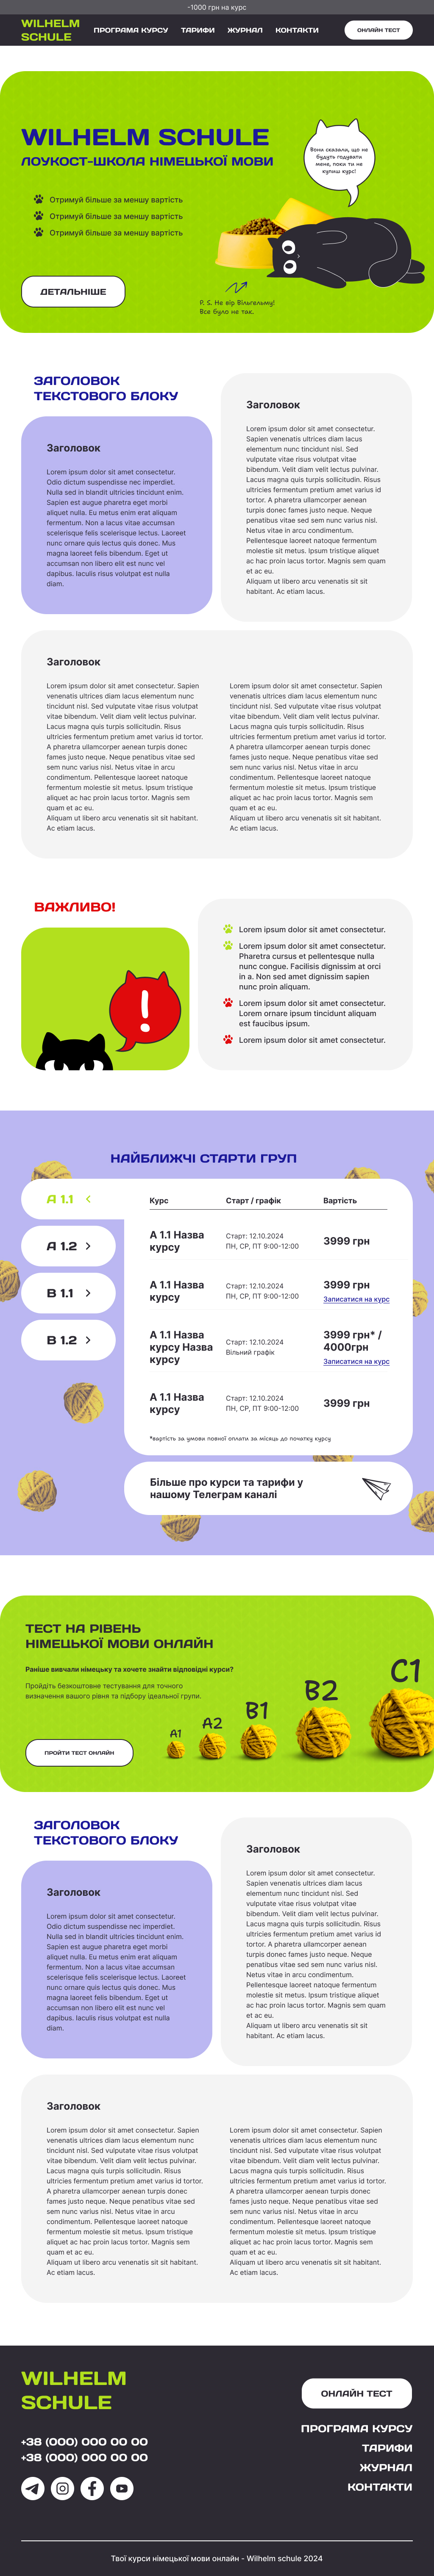 -1000 грн на курс
WILHELM
SCHULE
ПРОГРАМА КУРСУ
ТАРИФИ
ЖУРНАЛ
КОНТАКТИ
ОНЛАЙН ТЕСТ
WILHELM SCHULE
ЛОУКОСТ-ШКОЛА НІМЕЦЬКОЇ МОВИ
Отримуй більше за меншу вартість
Отримуй більше за меншу вартість
Отримуй більше за меншу вартість
ДЕТАЛЬНІШЕ
Вони сказали, що не
будуть годувати
мене, поки ти не
купиш курс!
P. S. Не вір Вільгельму!
Все було не так.
ЗАГОЛОВОК
ТЕКСТОВОГО БЛОКУ
Заголовок
Lorem ipsum dolor sit amet consectetur.
Odio dictum suspendisse nec imperdiet.
Nulla sed in blandit ultricies tincidunt enim.
Sapien est augue pharetra eget morbi
aliquet nulla. Eu metus enim erat aliquam
fermentum. Non a lacus vitae accumsan
scelerisque felis scelerisque lectus. Laoreet
nunc ornare quis lectus quis donec. Mus
magna laoreet felis bibendum. Eget ut
accumsan non libero elit est nunc vel
dapibus. Iaculis risus volutpat est nulla
diam.
Заголовок
Lorem ipsum dolor sit amet consectetur.
Sapien venenatis ultrices diam lacus
elementum nunc tincidunt nisl. Sed
vulputate vitae risus volutpat vitae
bibendum. Velit diam velit lectus pulvinar.
Lacus magna quis turpis sollicitudin. Risus
ultricies fermentum pretium amet varius id
tortor. A pharetra ullamcorper aenean
turpis donec fames justo neque. Neque
penatibus vitae sed sem nunc varius nisl.
Netus vitae in arcu condimentum.
Pellentesque laoreet natoque fermentum
molestie sit metus. Ipsum tristique aliquet
ac hac proin lacus tortor. Magnis sem quam
et ac eu.
Aliquam ut libero arcu venenatis sit sit
habitant. Ac etiam lacus.
Заголовок
Lorem ipsum dolor sit amet consectetur. Sapien
venenatis ultrices diam lacus elementum nunc
tincidunt nisl. Sed vulputate vitae risus volutpat
vitae bibendum. Velit diam velit lectus pulvinar.
Lacus magna quis turpis sollicitudin. Risus
ultricies fermentum pretium amet varius id tortor.
A pharetra ullamcorper aenean turpis donec
fames justo neque. Neque penatibus vitae sed
sem nunc varius nisl. Netus vitae in arcu
condimentum. Pellentesque laoreet natoque
fermentum molestie sit metus. Ipsum tristique
aliquet ac hac proin lacus tortor. Magnis sem
quam et ac eu.
Aliquam ut libero arcu venenatis sit sit habitant.
Ac etiam lacus.
Lorem ipsum dolor sit amet consectetur. Sapien
venenatis ultrices diam lacus elementum nunc
tincidunt nisl. Sed vulputate vitae risus volutpat
vitae bibendum. Velit diam velit lectus pulvinar.
Lacus magna quis turpis sollicitudin. Risus
ultricies fermentum pretium amet varius id tortor.
A pharetra ullamcorper aenean turpis donec
fames justo neque. Neque penatibus vitae sed
sem nunc varius nisl. Netus vitae in arcu
condimentum. Pellentesque laoreet natoque
fermentum molestie sit metus. Ipsum tristique
aliquet ac hac proin lacus tortor. Magnis sem
quam et ac eu.
Aliquam ut libero arcu venenatis sit sit habitant.
Ac etiam lacus.
ВАЖЛИВО!
!
Lorem ipsum dolor sit amet consectetur.
Lorem ipsum dolor sit amet consectetur.
Pharetra cursus et pellentesque nulla
nunc congue. Facilisis dignissim at orci
in a. Non sed amet dignissim sapien
nunc proin aliquam.
Lorem ipsum dolor sit amet consectetur.
Lorem ornare ipsum tincidunt aliquam
est faucibus ipsum.
Lorem ipsum dolor sit amet consectetur.
НАЙБЛИЖЧІ СТАРТИ ГРУП
A 1.1
A 1.2
B 1.1
B 1.2
Курс Старт / графік Вартість
А 1.1 Назва
курсу
Старт: 12.10.2024
ПН, СР, ПТ 9:00-12:00
3999 грн
А 1.1 Назва
курсу
Старт: 12.10.2024
ПН, СР, ПТ 9:00-12:00
3999 грн
Записатися на курс
А 1.1 Назва
курсу Назва
курсу
Старт: 12.10.2024
Вільний графік
3999 грн* /
4000грн
Записатися на курс
А 1.1 Назва
курсу
Старт: 12.10.2024
ПН, СР, ПТ 9:00-12:00
3999 грн
*вартість за умови повної оплати за місяць до початку курсу
Більше про курси та тарифи у
нашому Телеграм каналі
ТЕСТ НА РІВЕНЬ
НІМЕЦЬКОЇ МОВИ ОНЛАЙН
Раніше вивчали німецьку та хочете знайти відповідні курси?
Пройдіть безкоштовне тестування для точного
визначення вашого рівня та підбору ідеальної групи.
ПРОЙТИ ТЕСТ ОНЛАЙН
A1
A2
B1
B2
C1
ЗАГОЛОВОК
ТЕКСТОВОГО БЛОКУ
Заголовок
Lorem ipsum dolor sit amet consectetur.
Odio dictum suspendisse nec imperdiet.
Nulla sed in blandit ultricies tincidunt enim.
Sapien est augue pharetra eget morbi
aliquet nulla. Eu metus enim erat aliquam
fermentum. Non a lacus vitae accumsan
scelerisque felis scelerisque lectus. Laoreet
nunc ornare quis lectus quis donec. Mus
magna laoreet felis bibendum. Eget ut
accumsan non libero elit est nunc vel
dapibus. Iaculis risus volutpat est nulla
diam.
Заголовок
Lorem ipsum dolor sit amet consectetur.
Sapien venenatis ultrices diam lacus
elementum nunc tincidunt nisl. Sed
vulputate vitae risus volutpat vitae
bibendum. Velit diam velit lectus pulvinar.
Lacus magna quis turpis sollicitudin. Risus
ultricies fermentum pretium amet varius id
tortor. A pharetra ullamcorper aenean
turpis donec fames justo neque. Neque
penatibus vitae sed sem nunc varius nisl.
Netus vitae in arcu condimentum.
Pellentesque laoreet natoque fermentum
molestie sit metus. Ipsum tristique aliquet
ac hac proin lacus tortor. Magnis sem quam
et ac eu.
Aliquam ut libero arcu venenatis sit sit
habitant. Ac etiam lacus.
Заголовок
Lorem ipsum dolor sit amet consectetur. Sapien
venenatis ultrices diam lacus elementum nunc
tincidunt nisl. Sed vulputate vitae risus volutpat
vitae bibendum. Velit diam velit lectus pulvinar.
Lacus magna quis turpis sollicitudin. Risus
ultricies fermentum pretium amet varius id tortor.
A pharetra ullamcorper aenean turpis donec
fames justo neque. Neque penatibus vitae sed
sem nunc varius nisl. Netus vitae in arcu
condimentum. Pellentesque laoreet natoque
fermentum molestie sit metus. Ipsum tristique
aliquet ac hac proin lacus tortor. Magnis sem
quam et ac eu.
Aliquam ut libero arcu venenatis sit sit habitant.
Ac etiam lacus.
Lorem ipsum dolor sit amet consectetur. Sapien
venenatis ultrices diam lacus elementum nunc
tincidunt nisl. Sed vulputate vitae risus volutpat
vitae bibendum. Velit diam velit lectus pulvinar.
Lacus magna quis turpis sollicitudin. Risus
ultricies fermentum pretium amet varius id tortor.
A pharetra ullamcorper aenean turpis donec
fames justo neque. Neque penatibus vitae sed
sem nunc varius nisl. Netus vitae in arcu
condimentum. Pellentesque laoreet natoque
fermentum molestie sit metus. Ipsum tristique
aliquet ac hac proin lacus tortor. Magnis sem
quam et ac eu.
Aliquam ut libero arcu venenatis sit sit habitant.
Ac etiam lacus.
WILHELM
SCHULE
+38 (000) 000 00 00
+38 (000) 000 00 00
ОНЛАЙН ТЕСТ
ПРОГРАМА КУРСУ
ТАРИФИ
ЖУРНАЛ
КОНТАКТИ
Твої курси німецької мови онлайн - Wilhelm schule 2024